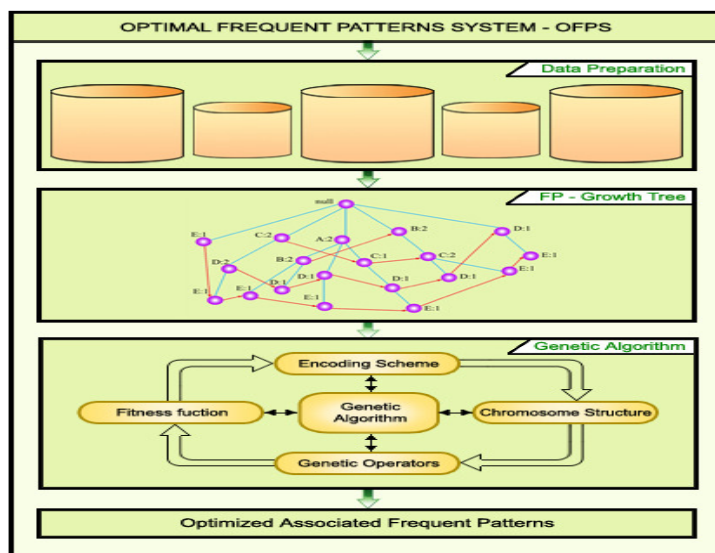 OPTIMAL FREQUENT PATTERNS SYSTEM - OFPS
Data Preparation
FP - Growth Tree
null
E:1
C:2
A:2
B:2
D:1
D:2
B:2
C:1
C:2
E:1
D:1
D:1
D:1
D:1
E:1
E:1
E:1
E:1
E:1
Genetic Algorithm
Encoding Scheme
Fitness fuction
Genetic
Algorithm
Chromosome Structure
Genetic Operators
Optimized Associated Frequent Patterns